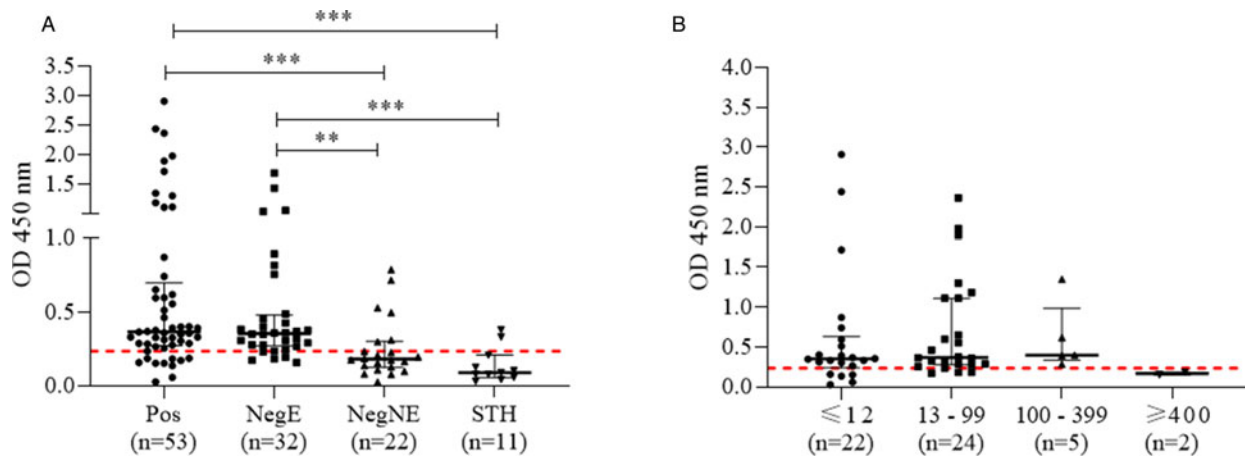 A
***
***
***
**
OD 450 nm
3.5
3.0
2.5
2.0
1.5
1.0
0.5
0.0
Pos
(n=53)
NegE
(n=32)
NegNE
(n=22)
STH
(n=11)
B
OD 450 nm
4.0
3.5
3.0
2.5
2.0
1.5
1.0
0.5
0.0
≤12
(n=22)
13 - 99
(n=24)
100 - 399
(n=5)
≥400
(n=2)